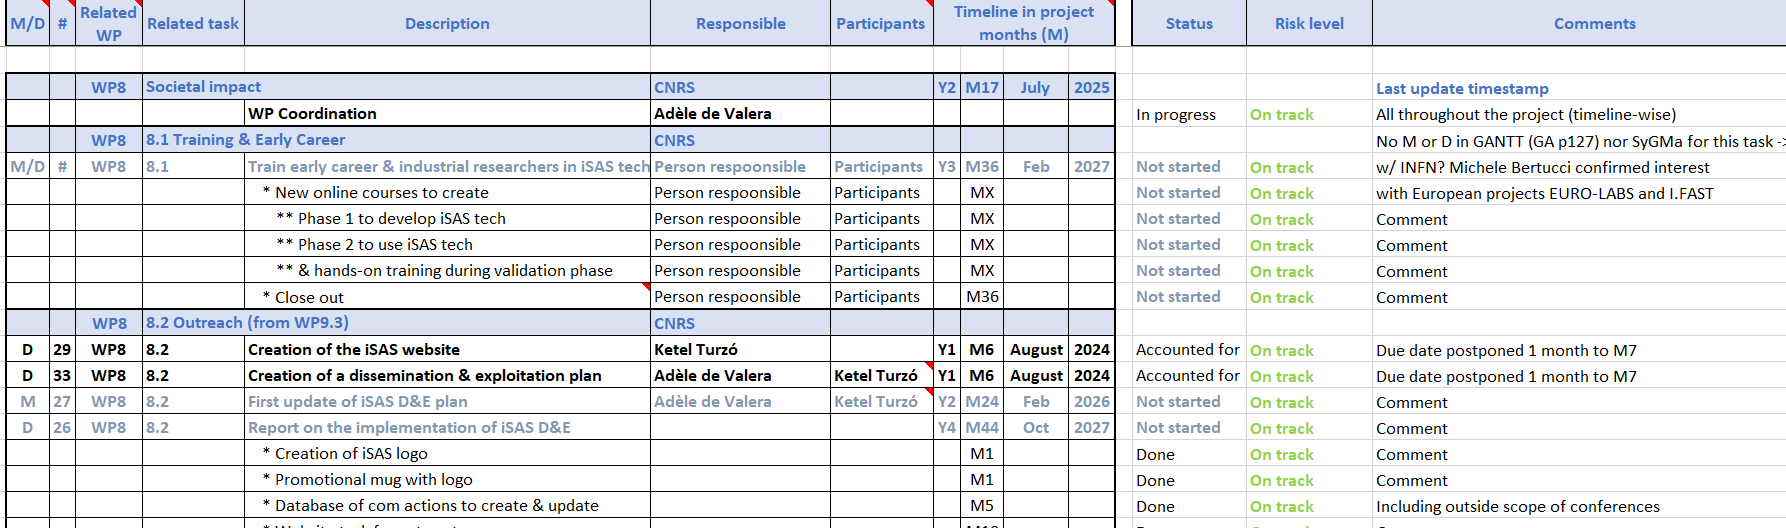 M/D # Related WP Related task Description Responsible Participants Timeline in project months (M) Status Risk level Comments
WP8 Societal impact CNRS Y2 M17 July 2025 Last update timestamp
WP Coordination Adèle de Valera In progress On track All throughout the project (timeline-wise)
WP8 8.1 Training & Early Career CNRS No M or D in GANTT (GA p127) nor SyGMa for this task ->
M/D # WP8 8.1 Train early career & industrial researchers in iSAS tech Person respoonsible Participants Y3 M36 Feb 2027 Not started On track w/ INFN? Michele Bertucci confirmed interest
* New online courses to create Person respoonsible Participants MX Not started On track with European projects EURO-LABS and I.FAST
** Phase 1 to develop iSAS tech Person respoonsible Participants MX Not started On track Comment
** Phase 2 to use iSAS tech Person respoonsible Participants MX Not started On track Comment
** & hands-on training during validation phase Person respoonsible Participants MX Not started On track Comment
* Close out Person respoonsible Participants M36 Not started On track Comment
WP8 8.2 Outreach (from WP9.3) CNRS
D 29 WP8 8.2 Creation of the iSAS website Ketel Turzó Y1 M6 August 2024 Accounted for On track Due date postponed 1 month to M7
D 33 WP8 8.2 Creation of a dissemination & exploitation plan Adèle de Valera Ketel Turzó Y1 M6 August 2024 Accounted for On track Due date postponed 1 month to M7
M 27 WP8 8.2 First update of iSAS D&E plan Adèle de Valera Ketel Turzó Y2 M24 Feb 2026 Not started On track Comment
D 26 WP8 8.2 Report on the implementation of iSAS D&E Y4 M44 Oct 2027 Not started On track Comment
* Creation of iSAS logo M1 Done On track Comment
* Promotional mug with logo M1 Done On track Comment
* Database of com actions to create & update M5 Done On track Including outside scope of conferences